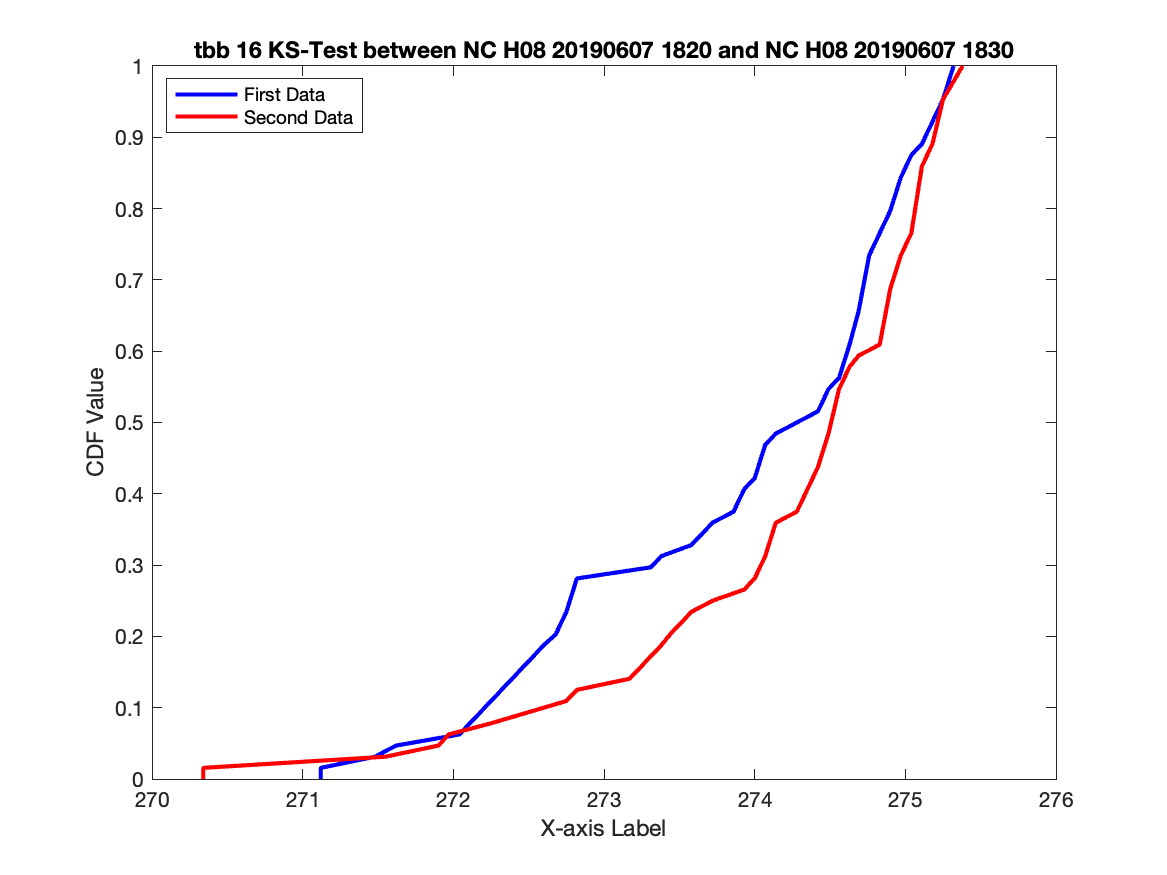 tbb 16 KS-Test between NC H08 20190607 1820 and NC H08 20190607 1830
1
First Data
Second Data
0.9
0.8
0.7
0.6
0.5
0.4
0.3
0.2
0.1
0
CDF Value
270 271 272 273 274 275 276
X-axis Label